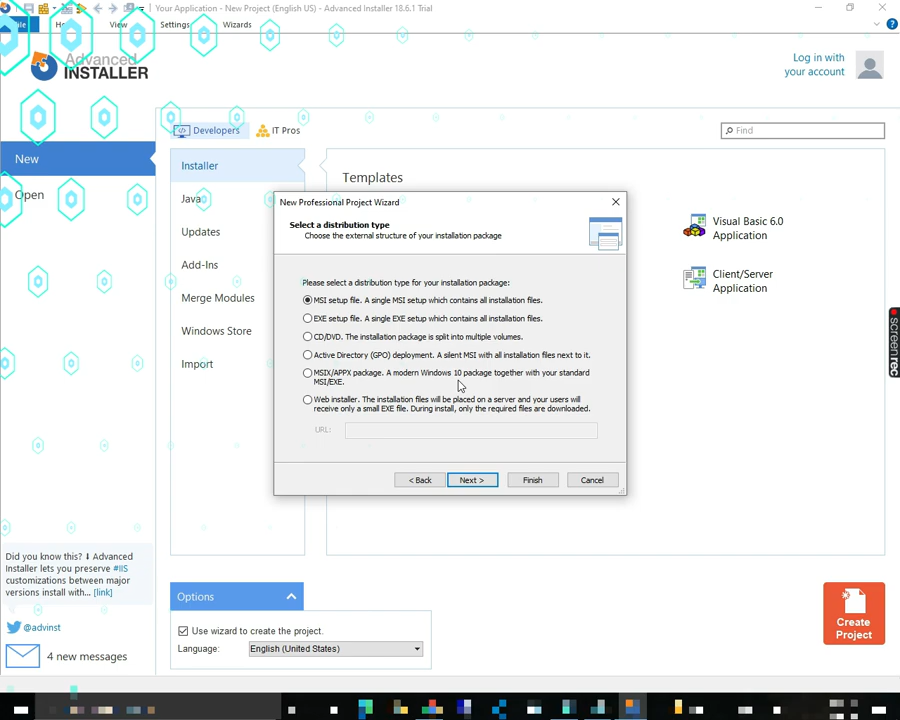 Your Application - New Project (English US) - Advanced Installer 18.6.1 Trial
View
Settings
Wizards
Advanced
INSTALLER
Log in with
your account
Developers
IT Pros
Find
New
Open
Installer
Java
Updates
Add-Ins
Merge Modules
Windows Store
Import
Templates
Visual Basic 6.0
Application
Client/Server
Application
New Professional Project Wizard
Select a distribution type
Choose the external structure of your installation package
Please select a distribution type for your installation package:
MSI setup file. A single MSI setup which contains all installation files.
EXE setup file. A single EXE setup which contains all installation files.
CD/DVD. The installation package is split into multiple volumes.
Active Directory (GPO) deployment. A silent MSI with all installation files next to it.
MSIX/APPX package. A modern Windows 10 package together with your standard
MSI/EXE.
Web installer. The installation files will be placed on a server and your users will
receive only a small EXE file. During install, only the required files are downloaded.
URL:
< Back
Next >
Finish
Cancel
screenrec
Did you know this? ⬇ Advanced
Installer lets you preserve #IIS
customizations between major
versions install with... [link]
@advinst
4 new messages
Options
Use wizard to create the project.
Language:
English (United States)
Create
Project